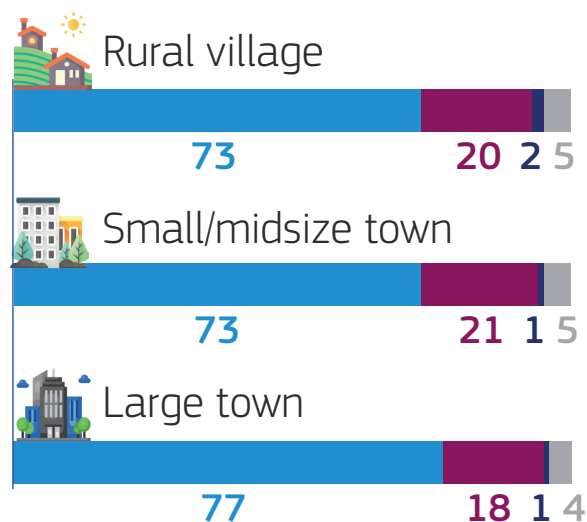 Rural village
73 20 2 5
Small/midsize town
73 21 1 5
Large town
77 18 1 4